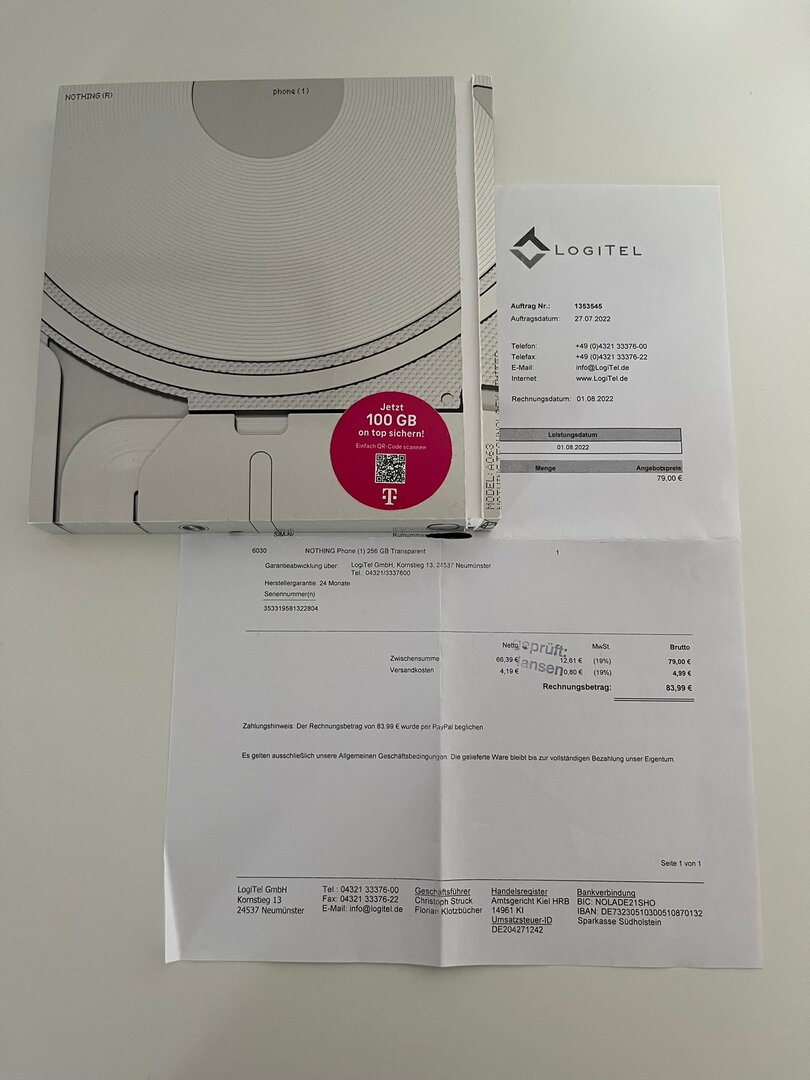 NOTHING(R)
phone(1)
Jetzt
100 GB
on top sichern!
Einfach QR-Code scannen
T
MODEL:A063
LOGITEL
Auftrag Nr.: 1353545
Auftragsdatum: 27.07.2022
Telefon: +49 (0)4321 33376-00
Telefax: +49 (0)4321 33376-22
E-Mail: info@LogiTel.de
Internet: www.LogiTel.de
Rechnungsdatum: 01.08.2022
Leistungsdatum
01.08.2022
Menge Angebotspreis
79,00 €
6030 NOTHING Phone (1) 256 GB Transparent 1
Garantieabwicklung über: LogiTel GmbH, Kornstieg 13, 24537 Neumünster
Tel.: 04321/3337600
Herstellergarantie: 24 Monate
Seriennummer(n)
353319581322804
Netto MwSt. Brutto
Zwischensumme 66,39 € 12,61 € (19%) 79,00 €
Versandkosten 4,19 € 0,80 € (19%) 4,99 €
geprüft:
Jansen
Rechnungsbetrag: 83,99 €
Zahlungshinweis: Der Rechnungsbetrag von 83,99 € wurde per PayPal beglichen
Es gelten ausschließlich unsere Allgemeinen Geschäftsbedingungen. Die gelieferte Ware bleibt bis zur vollständigen Bezahlung unser Eigentum.
Seite 1 von 1
LogiTel GmbH
Kornstieg 13
24537 Neumünster
Tel.: 04321 33376-00
Fax: 04321 33376-22
E-Mail: info@logitel.de
Geschäftsführer
Christoph Struck
Florian Klotzbücher
Handelsregister
Amtsgericht Kiel HRB
14961 KI
Umsatzsteuer-ID
DE204271242
Bankverbindung
BIC: NOLADE21SHO
IBAN: DE73230510300510870132
Sparkasse Südholstein